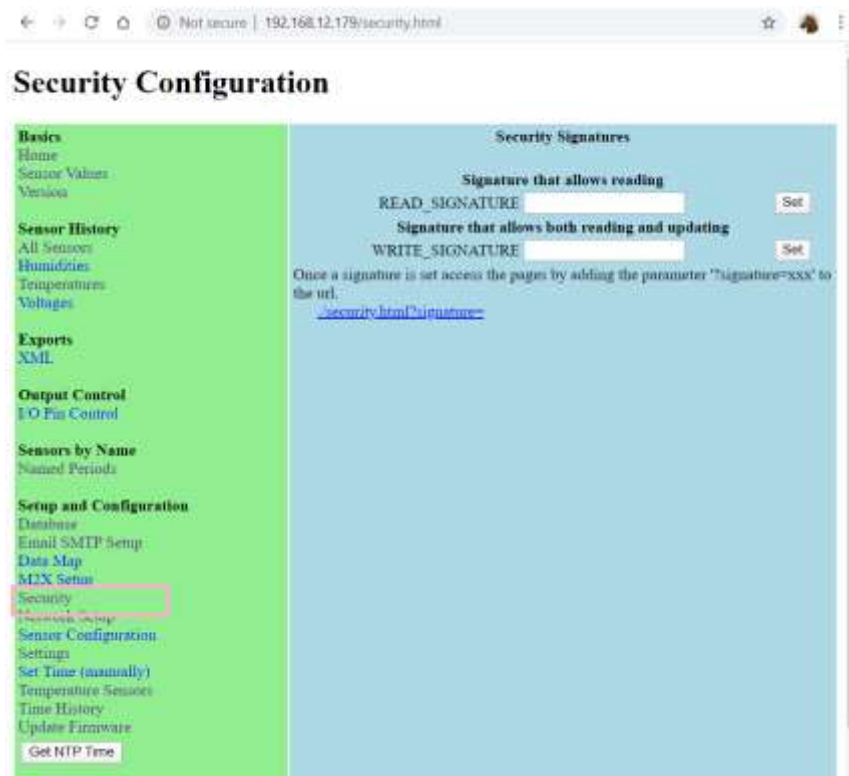 Not secure | 192.168.12.179/security.html
Security Configuration
Basics
Home
Sensor Values
Version
Sensor History
All Sensors
Humidities
Temperatures
Voltages
Exports
XML
Output Control
I/O Pin Control
Sensors by Name
Named Periods
Setup and Configuration
Database
Email SMTP Setup
Data Map
M2X Setup
Security
Network Setup
Sensor Configuration
Settings
Set Time (manually)
Temperature Sensors
Time History
Update Firmware
Get NTP Time
Security Signatures
Signature that allows reading
READ_SIGNATURE Set
Signature that allows both reading and updating
WRITE_SIGNATURE Set
Once a signature is set access the pages by adding the parameter '?signature=xxx' to
the url.
./security.html?signature=